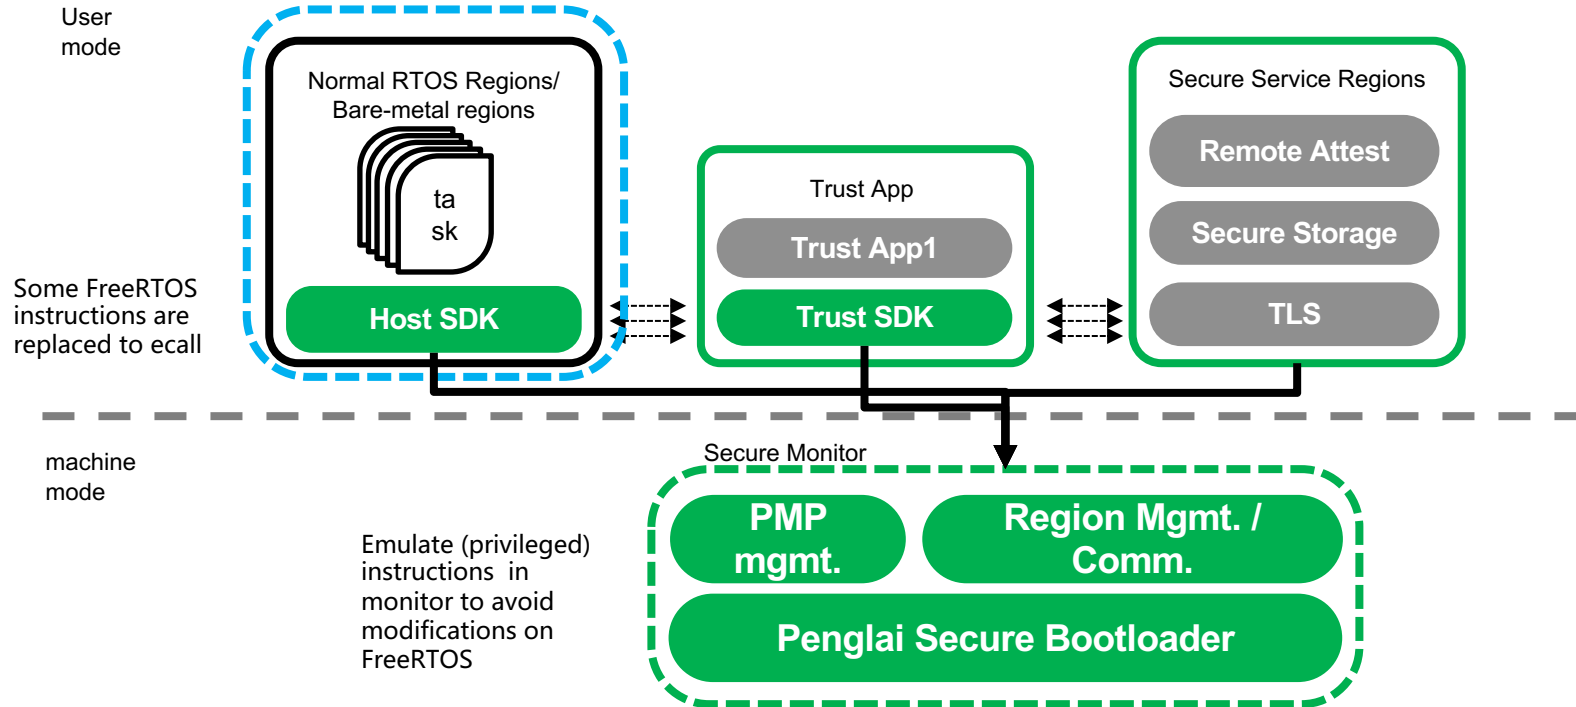 User
mode
Normal RTOS Regions/
Bare-metal regions
ta
sk
Host SDK
Some FreeRTOS
instructions are
replaced to ecall
Trust App
Trust App1
Trust SDK
Secure Service Regions
Remote Attest
Secure Storage
TLS
machine
mode
Secure Monitor
PMP
mgmt.
Region Mgmt. /
Comm.
Penglai Secure Bootloader
Emulate (privileged)
instructions in
monitor to avoid
modifications on
FreeRTOS